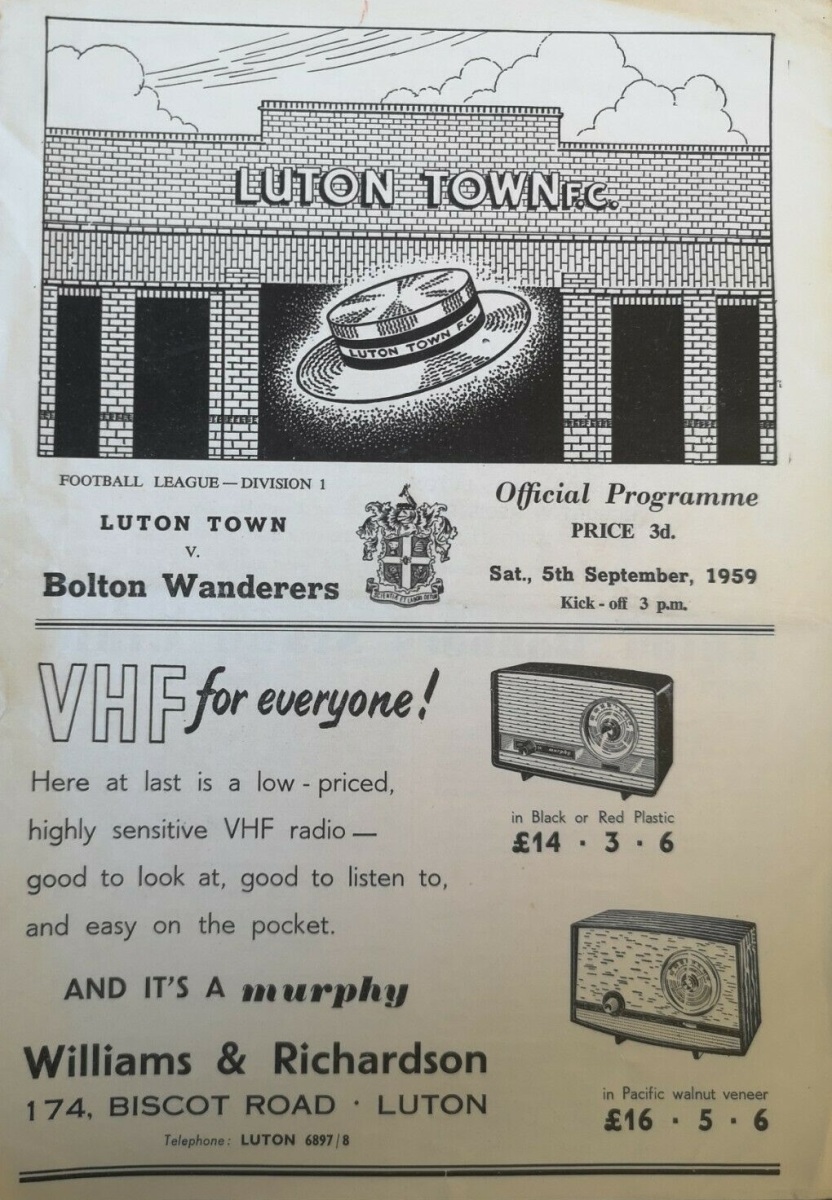 LUTON TOWN F.C.
LUTON TOWN F.C.
FOOTBALL LEAGUE — DIVISION 1
LUTON TOWN
V.
Bolton Wanderers
Official Programme
PRICE 3d.
Sat., 5th September, 1959
Kick - off 3 p.m.
VHF for everyone!
Here at last is a low - priced,
highly sensitive VHF radio —
good to look at, good to listen to,
and easy on the pocket.
AND IT'S A murphy
Williams & Richardson
174, BISCOT ROAD · LUTON
Telephone: LUTON 6897/8
murphy
in Black or Red Plastic
£14 · 3 · 6
in Pacific walnut veneer
£16 · 5 · 6